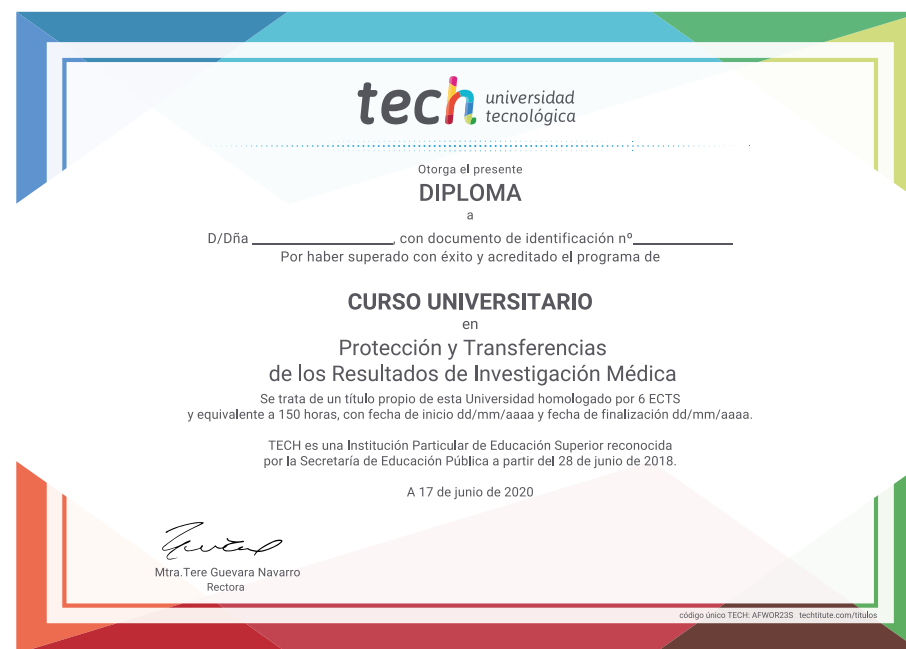 tech universidad
tecnológica
Otorga el presente
DIPLOMA
a
D/Dña ____________________, con documento de identificación nº______________
Por haber superado con éxito y acreditado el programa de
CURSO UNIVERSITARIO
en
Protección y Transferencias
de los Resultados de Investigación Médica
Se trata de un título propio de esta Universidad homologado por 6 ECTS
y equivalente a 150 horas, con fecha de inicio dd/mm/aaaa y fecha de finalización dd/mm/aaaa.
TECH es una Institución Particular de Educación Superior reconocida
por la Secretaría de Educación Pública a partir del 28 de junio de 2018.
A 17 de junio de 2020
Mtra.Tere Guevara Navarro
Rectora
código único TECH: AFWOR23S techtitute.com/titulos